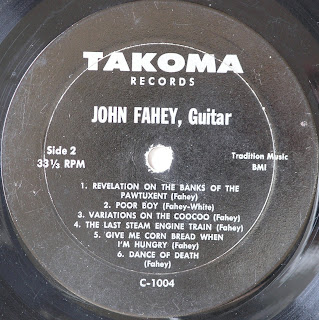 TAKOMA
RECORDS
JOHN FAHEY, Guitar
Side 2
33⅓ RPM
Tradition Music
BMI
1. REVELATION ON THE BANKS OF THE
PAWTUXENT (Fahey)
2. POOR BOY (Fahey-White)
3. VARIATIONS ON THE COOCOO (Fahey)
4. THE LAST STEAM ENGINE TRAIN (Fahey)
5. GIVE ME CORN BREAD WHEN
I'M HUNGRY (Fahey)
6. DANCE OF DEATH
(Fahey)
C-1004